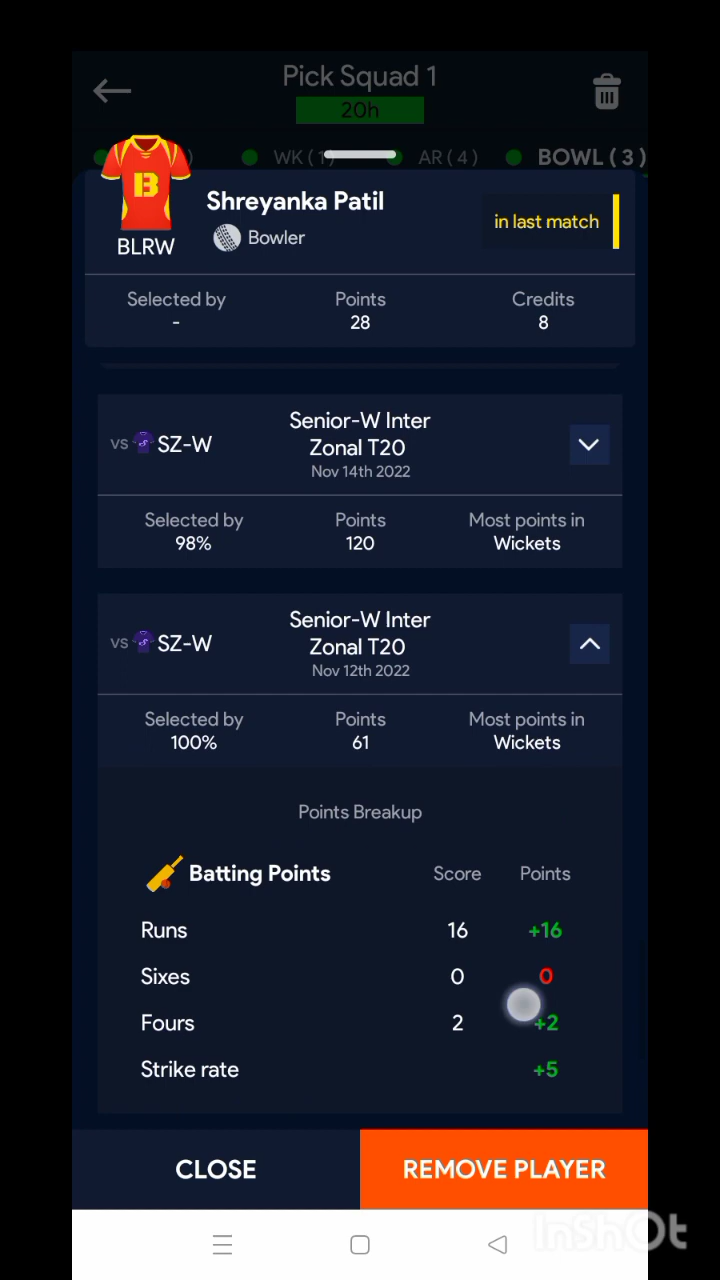 Pick Squad 1
20h
WK ( 1
AR ( 4 )
BOWL ( 3 )
B
BLRW
Shreyanka Patil
Bowler
in last match
Selected by
Points
Credits
-
28
8
vs SZ-W
Senior-W Inter
Zonal T20
Nov 14th 2022
Selected by
Points
Most points in
98%
120
Wickets
vs SZ-W
Senior-W Inter
Zonal T20
Nov 12th 2022
Selected by
Points
Most points in
100%
61
Wickets
Points Breakup
Batting Points
Score
Points
Runs 16 +16
Sixes 0 0
Fours 2 +2
Strike rate +5
CLOSE
REMOVE PLAYER
InShOt